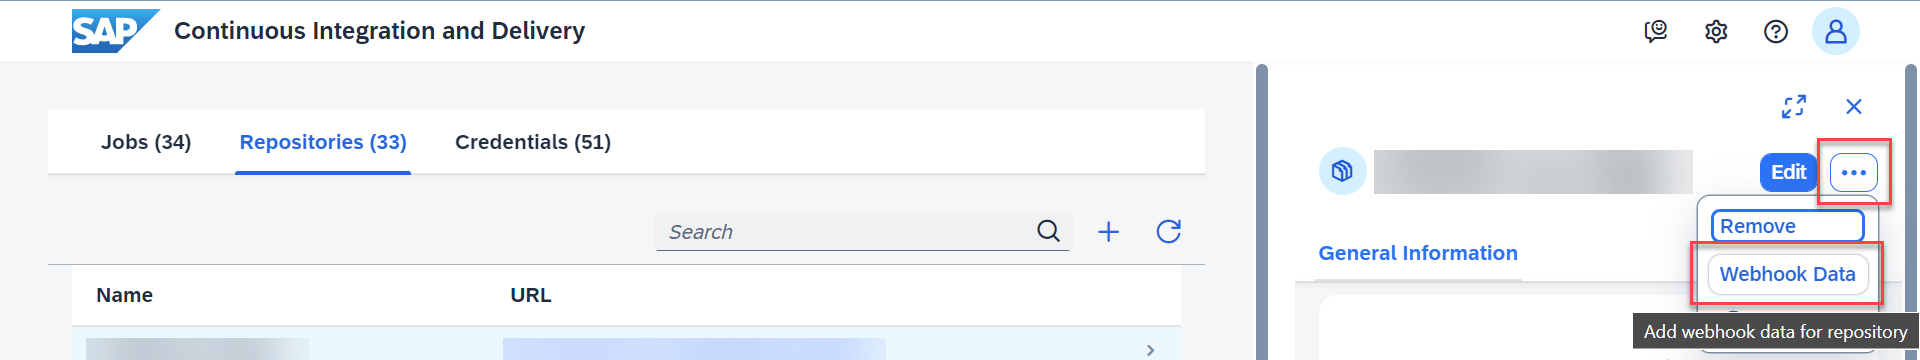 SAP Continuous Integration and Delivery
Jobs (34) Repositories (33) Credentials (51)
Edit
Search
Remove
General Information
Webhook Data
Name URL
Add webhook data for repository